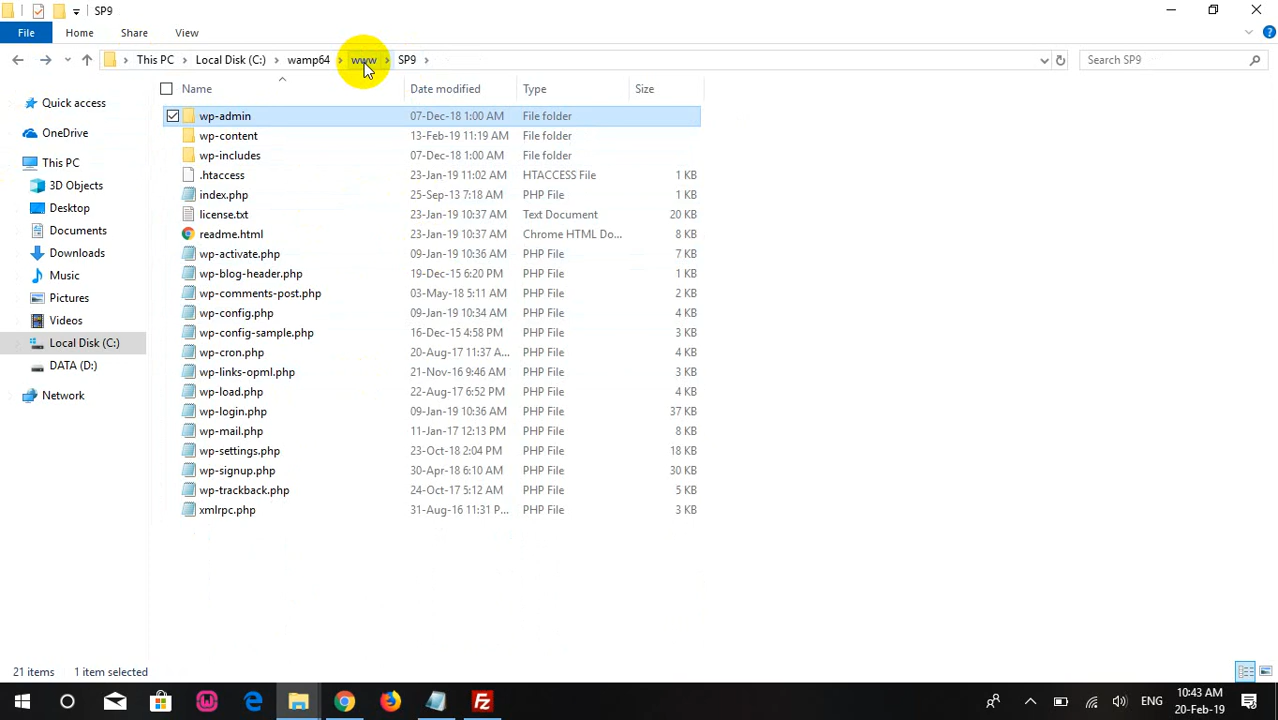 SP9
File Home Share View
This PC Local Disk (C:) wamp64 www SP9 Search SP9
Name Date modified Type Size
Quick access
OneDrive
This PC
3D Objects
Desktop
Documents
Downloads
Music
Pictures
Videos
Local Disk (C:)
DATA (D:)
Network
wp-admin 07-Dec-18 1:00 AM File folder
wp-content 13-Feb-19 11:19 AM File folder
wp-includes 07-Dec-18 1:00 AM File folder
.htaccess 23-Jan-19 11:02 AM HTACCESS File 1 KB
index.php 25-Sep-13 7:18 AM PHP File 1 KB
license.txt 23-Jan-19 10:37 AM Text Document 20 KB
readme.html 23-Jan-19 10:37 AM Chrome HTML Do... 8 KB
wp-activate.php 09-Jan-19 10:36 AM PHP File 7 KB
wp-blog-header.php 19-Dec-15 6:20 PM PHP File 1 KB
wp-comments-post.php 03-May-18 5:11 AM PHP File 2 KB
wp-config.php 09-Jan-19 10:34 AM PHP File 4 KB
wp-config-sample.php 16-Dec-15 4:58 PM PHP File 3 KB
wp-cron.php 20-Aug-17 11:37 A... PHP File 4 KB
wp-links-opml.php 21-Nov-16 9:46 AM PHP File 3 KB
wp-load.php 22-Aug-17 6:52 PM PHP File 4 KB
wp-login.php 09-Jan-19 10:36 AM PHP File 37 KB
wp-mail.php 11-Jan-17 12:13 PM PHP File 8 KB
wp-settings.php 23-Oct-18 2:04 PM PHP File 18 KB
wp-signup.php 30-Apr-18 6:10 AM PHP File 30 KB
wp-trackback.php 24-Oct-17 5:12 AM PHP File 5 KB
xmlrpc.php 31-Aug-16 11:31 P... PHP File 3 KB
21 items 1 item selected
ENG 10:43 AM
20-Feb-19